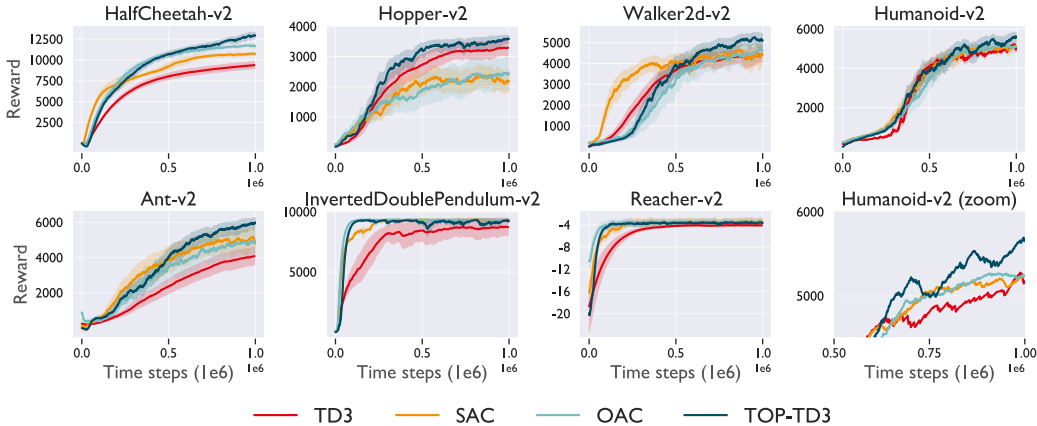 HalfCheetah-v2
Hopper-v2
Walker2d-v2
Humanoid-v2
Reward
12500
10000
7500
5000
2500
0.0
0.5
1.0
1e6
4000
3000
2000
1000
0.0
0.5
1.0
1e6
5000
4000
3000
2000
1000
0.0
0.5
1.0
1e6
6000
4000
2000
0.0
0.5
1.0
1e6
Ant-v2
InvertedDoublePendulum-v2
Reacher-v2
Humanoid-v2 (zoom)
Reward
6000
4000
2000
0.0
0.5
1.0
1e6
10000
5000
0.0
0.5
1.0
1e6
-4
-8
-12
-16
-20
0.0
0.5
1.0
1e6
6000
5000
0.50
0.75
1.00
1e6
Time steps (1e6)
Time steps (1e6)
Time steps (1e6)
Time steps (1e6)
TD3
SAC
OAC
TOP-TD3